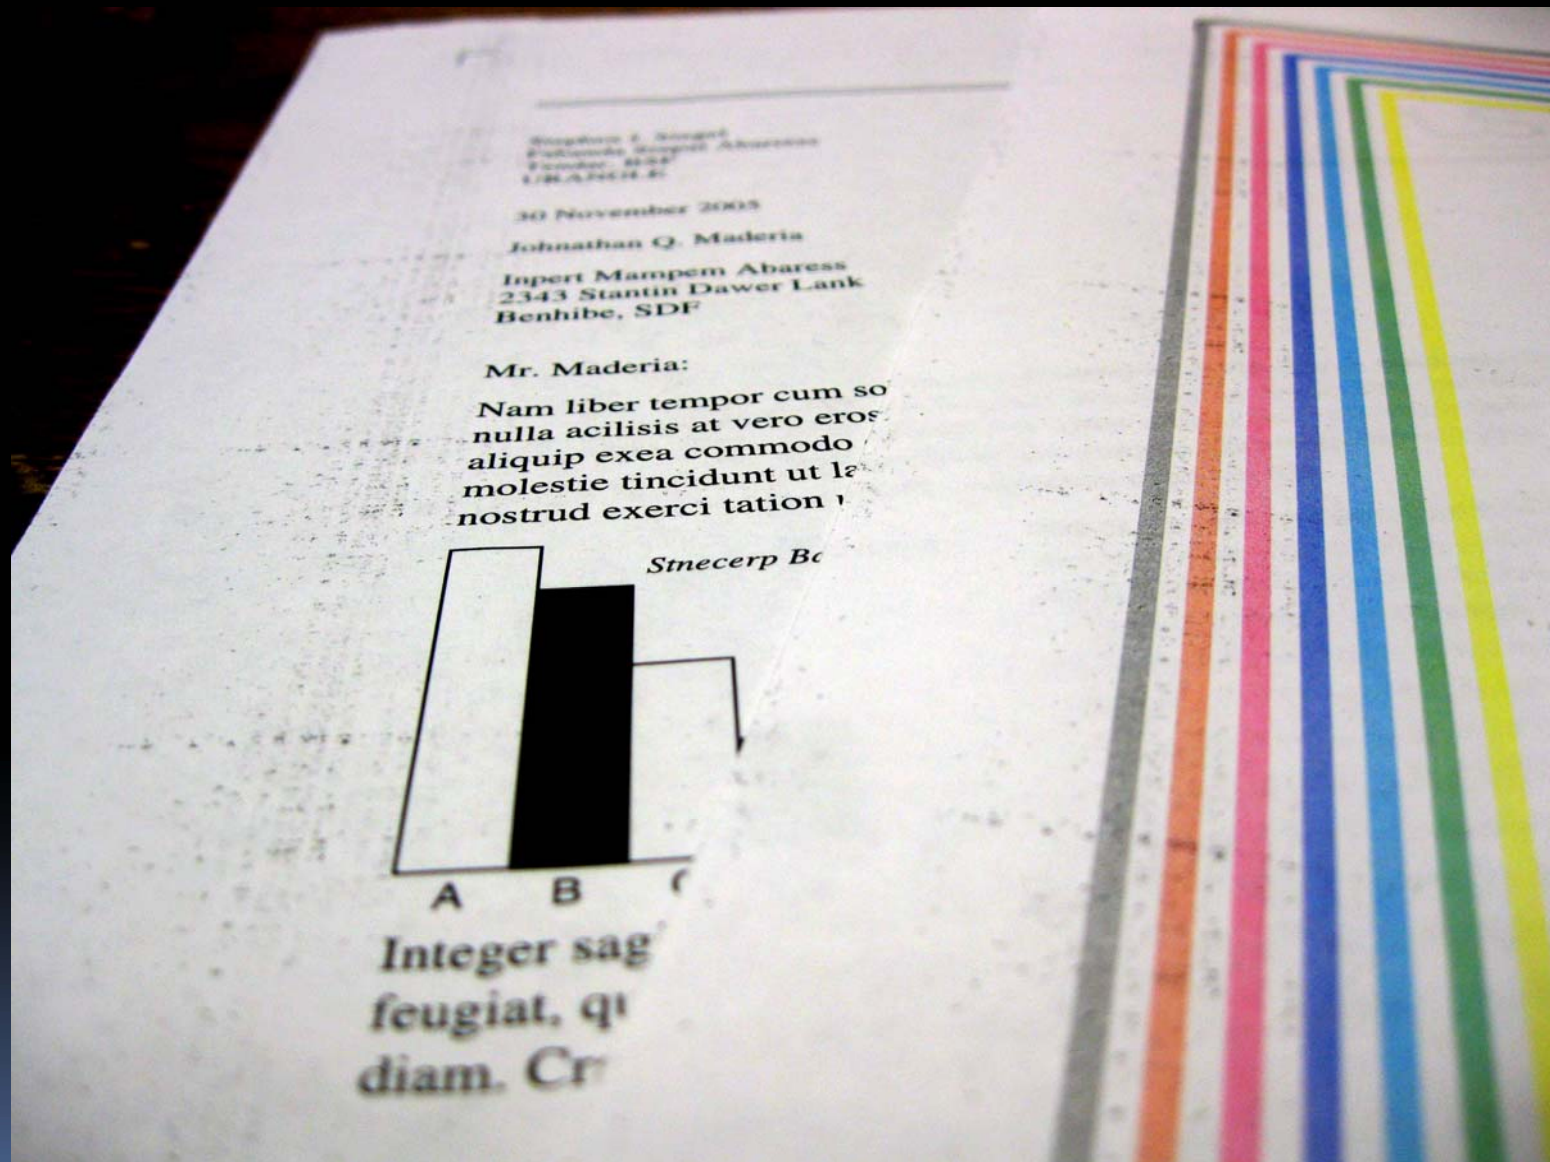 30 November 2005
Johnathan Q. Maderia
Inpert Mampem Abaress
2343 Stantin Dawer Lank
Benhibe, SDF
Mr. Maderia:
Nam liber tempor cum so
nulla acilisis at vero eros
aliquip exea commodo
molestie tincidunt ut la
nostrud exerci tation
Stnecerp Bo
A B C
Integer sag
feugiat, qu
diam. Cr